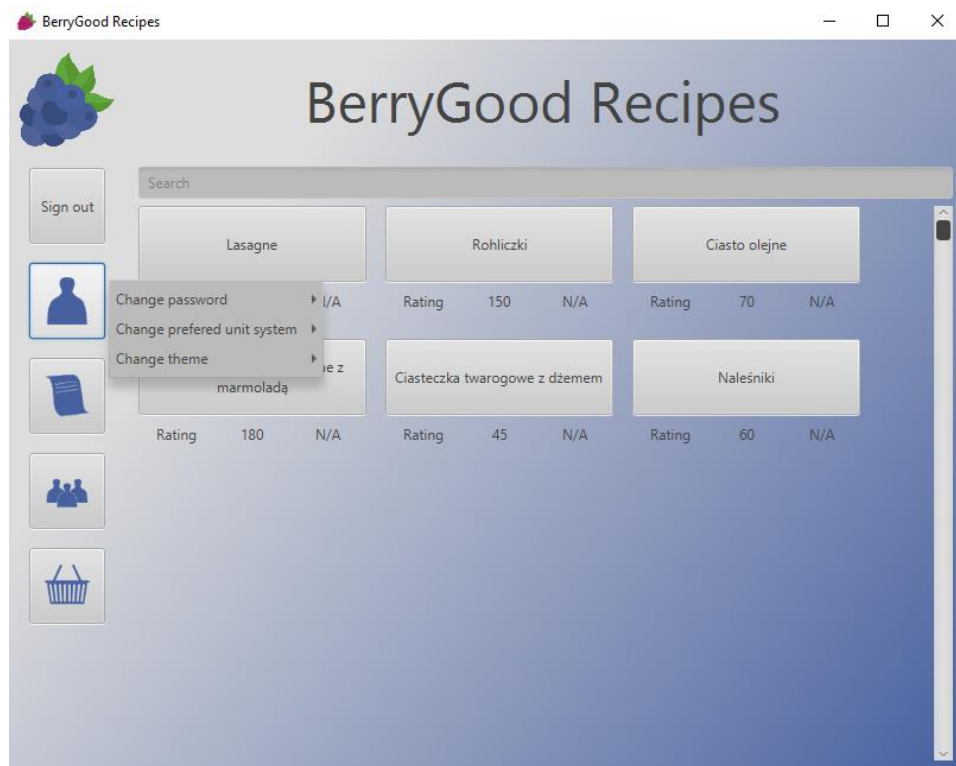 BerryGood Recipes
BerryGood Recipes
Search
Sign out
Lasagne
Rohliczki
Ciasto olejne
Change password
Change prefered unit system
Change theme
Rating 150 N/A
Rating 70 N/A
z
marmoladą
Ciasteczka twarogowe z dżemem
Naleśniki
Rating 180 N/A
Rating 45 N/A
Rating 60 N/A